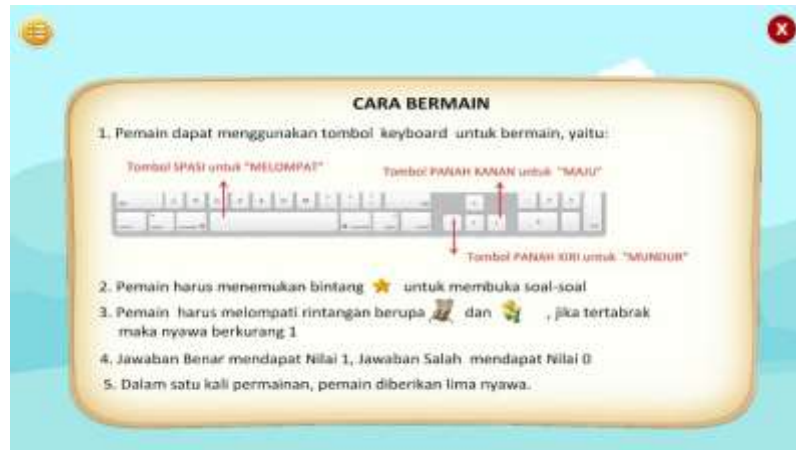 CARA BERMAIN
1. Pemain dapat menggunakan tombol keyboard untuk bermain, yaitu:
Tombol SPASI untuk "MELOMPAT"
Tombol PANAH KANAN untuk "MAJU"
Tombol PANAH KIRI untuk "MUNDUR"
2. Pemain harus menemukan bintang untuk membuka soal-soal
3. Pemain harus melompati rintangan berupa dan , jika tertabrak
maka nyawa berkurang 1
4. Jawaban Benar mendapat Nilai 1, Jawaban Salah mendapat Nilai 0
5. Dalam satu kali permainan, pemain diberikan lima nyawa.